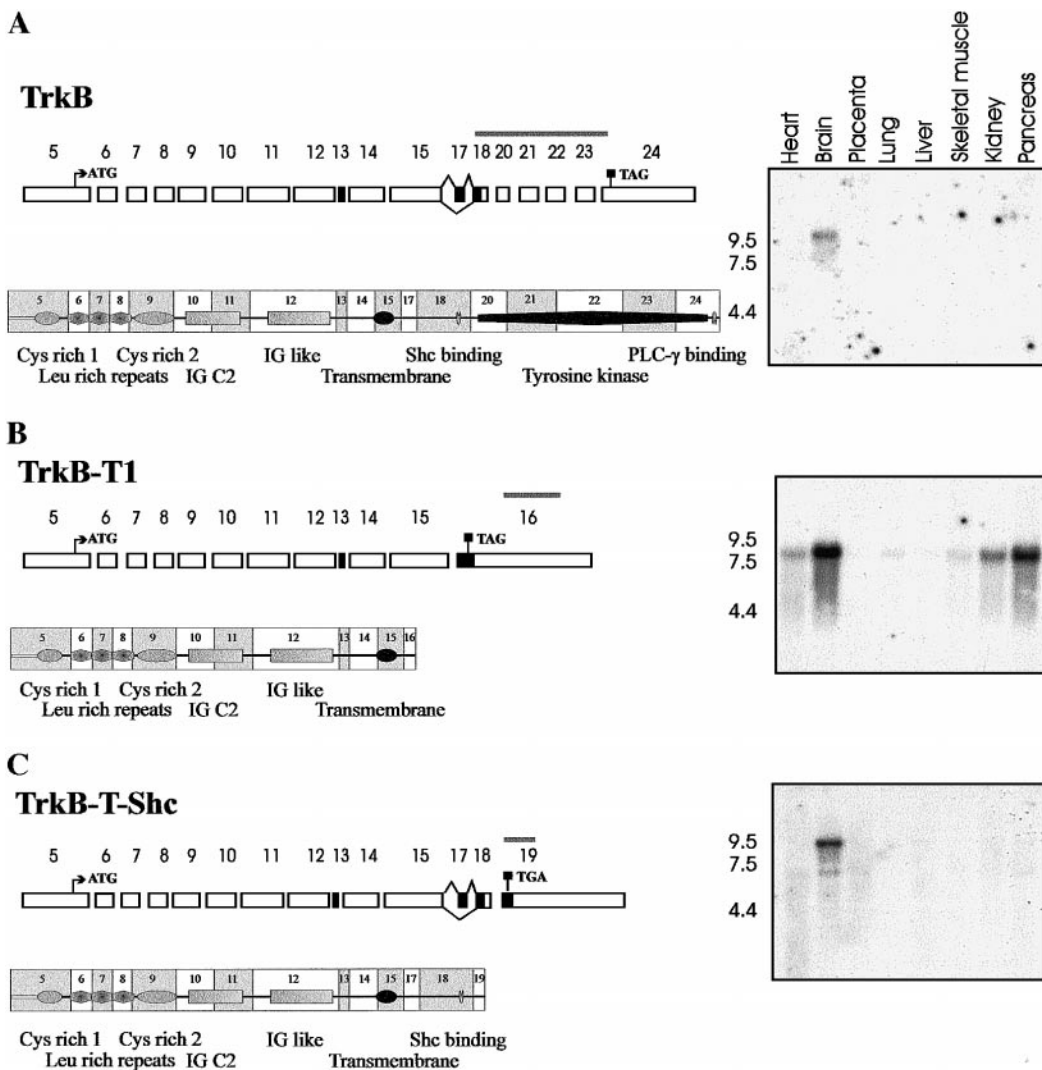 A
TrkB
5 6 7 8 9 10 11 12 13 14 15 17 18 20 21 22 23 24
ATG TAG
5 6 7 8 9 10 11 12 13 14 15 17 18 20 21 22 23 24
Cys rich 1 Cys rich 2 IG like Shc binding PLC-γ binding
Leu rich repeats IG C2 Transmembrane Tyrosine kinase
Heart
Brain
Placenta
Lung
Liver
Skeletal muscle
Kidney
Pancreas
9.5
7.5
4.4
B
TrkB-T1
5 6 7 8 9 10 11 12 13 14 15 16
ATG TAG
5 6 7 8 9 10 11 12 13 14 15 16
Cys rich 1 Cys rich 2 IG like
Leu rich repeats IG C2 Transmembrane
9.5
7.5
4.4
C
TrkB-T-Shc
5 6 7 8 9 10 11 12 13 14 15 17 18 19
ATG TGA
5 6 7 8 9 10 11 12 13 14 15 17 18 19
Cys rich 1 Cys rich 2 IG like Shc binding
Leu rich repeats IG C2 Transmembrane
9.5
7.5
4.4